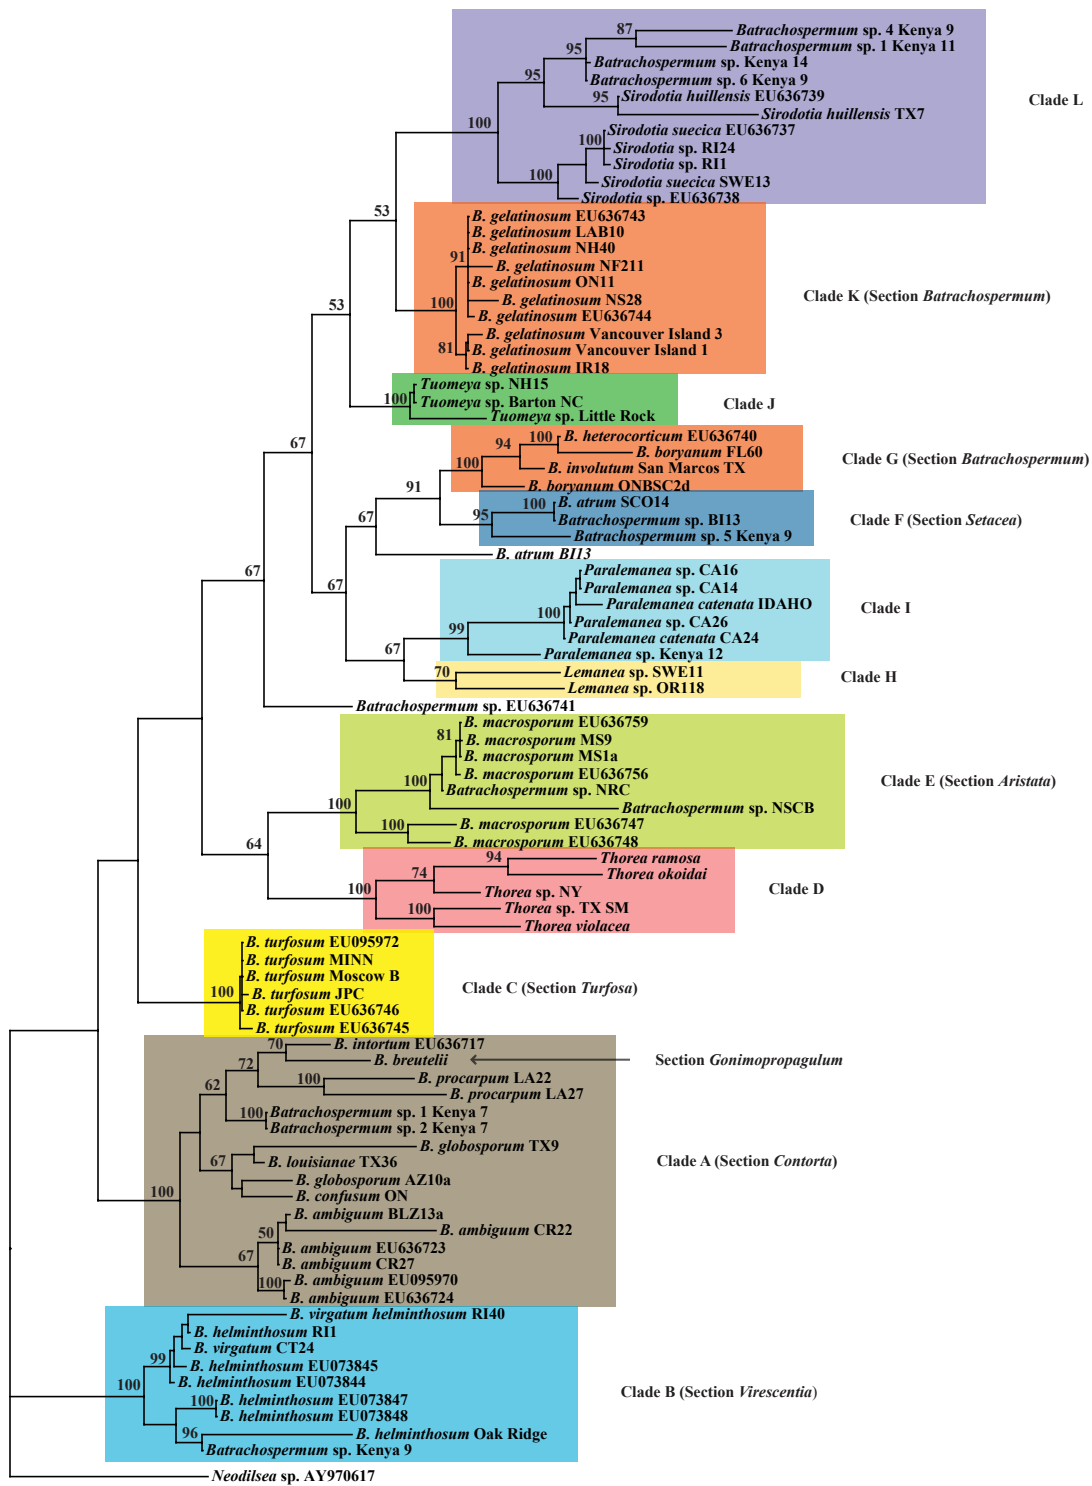 87
Batrachospermum sp. 4 Kenya 9
Batrachospermum sp. 1 Kenya 11
95
Batrachospermum sp. Kenya 14
95
Batrachospermum sp. 6 Kenya 9
95
Sirodotia huillensis EU636739
Clade L
Sirodotia huillensis TX7
100
Sirodotia suecica EU636737
100
Sirodotia sp. RI24
Sirodotia sp. RI1
100
Sirodotia suecica SWE13
Sirodotia sp. EU636738
53
B. gelatinosum EU636743
B. gelatinosum LAB10
B. gelatinosum NH40
91
B. gelatinosum NF211
B. gelatinosum ON11
Clade K (Section Batrachospermum)
53
100
B. gelatinosum NS28
B. gelatinosum EU636744
B. gelatinosum Vancouver Island 3
81
B. gelatinosum Vancouver Island 1
B. gelatinosum IR18
Tuomeya sp. NH15
100
Tuomeya sp. Barton NC
Clade J
Tuomeya sp. Little Rock
67
94
100
B. heterocorticum EU636740
B. boryanum FL60
Clade G (Section Batrachospermum)
100
B. involutum San Marcos TX
91
B. boryanum ONBSC2d
100
B. atrum SCO14
95
Batrachospermum sp. BI13
Clade F (Section Setacea)
67
Batrachospermum sp. 5 Kenya 9
B. atrum BI13
67
67
Paralemanea sp. CA16
Paralemanea sp. CA14
Paralemanea catenata IDAHO
Clade I
100
Paralemanea sp. CA26
99
Paralemanea catenata CA24
67
Paralemanea sp. Kenya 12
70
Lemanea sp. SWE11
Clade H
Lemanea sp. OR118
Batrachospermum sp. EU636741
B. macrosporum EU636759
81
B. macrosporum MS9
B. macrosporum MS1a
B. macrosporum EU636756
100
Batrachospermum sp. NRC
Clade E (Section Aristata)
100
Batrachospermum sp. NSCB
100
B. macrosporum EU636747
64
B. macrosporum EU636748
94
Thorea ramosa
74
Thorea okoidai
100
Thorea sp. NY
Clade D
100
Thorea sp. TX SM
Thorea violacea
B. turfosum EU095972
B. turfosum MINN
B. turfosum Moscow B
100
B. turfosum JPC
Clade C (Section Turfosa)
B. turfosum EU636746
B. turfosum EU636745
70
B. intortum EU636717
72
B. breutelii
Section Gonimopropagulum
100
B. procarpum LA22
62
B. procarpum LA27
100
Batrachospermum sp. 1 Kenya 7
Batrachospermum sp. 2 Kenya 7
B. globosporum TX9
67
B. louisianae TX36
Clade A (Section Contorta)
B. globosporum AZ10a
100
B. confusum ON
B. ambiguum BLZ13a
50
B. ambiguum CR22
67
B. ambiguum EU636723
B. ambiguum CR27
100
B. ambiguum EU095970
B. ambiguum EU636724
B. virgatum helminthosum RI40
B. helminthosum RI1
B. virgatum CT24
99
B. helminthosum EU073845
100
B. helminthosum EU073844
Clade B (Section Virescentia)
100
B. helminthosum EU073847
B. helminthosum EU073848
96
B. helminthosum Oak Ridge
Batrachospermum sp. Kenya 9
Neodilsea sp. AY970617